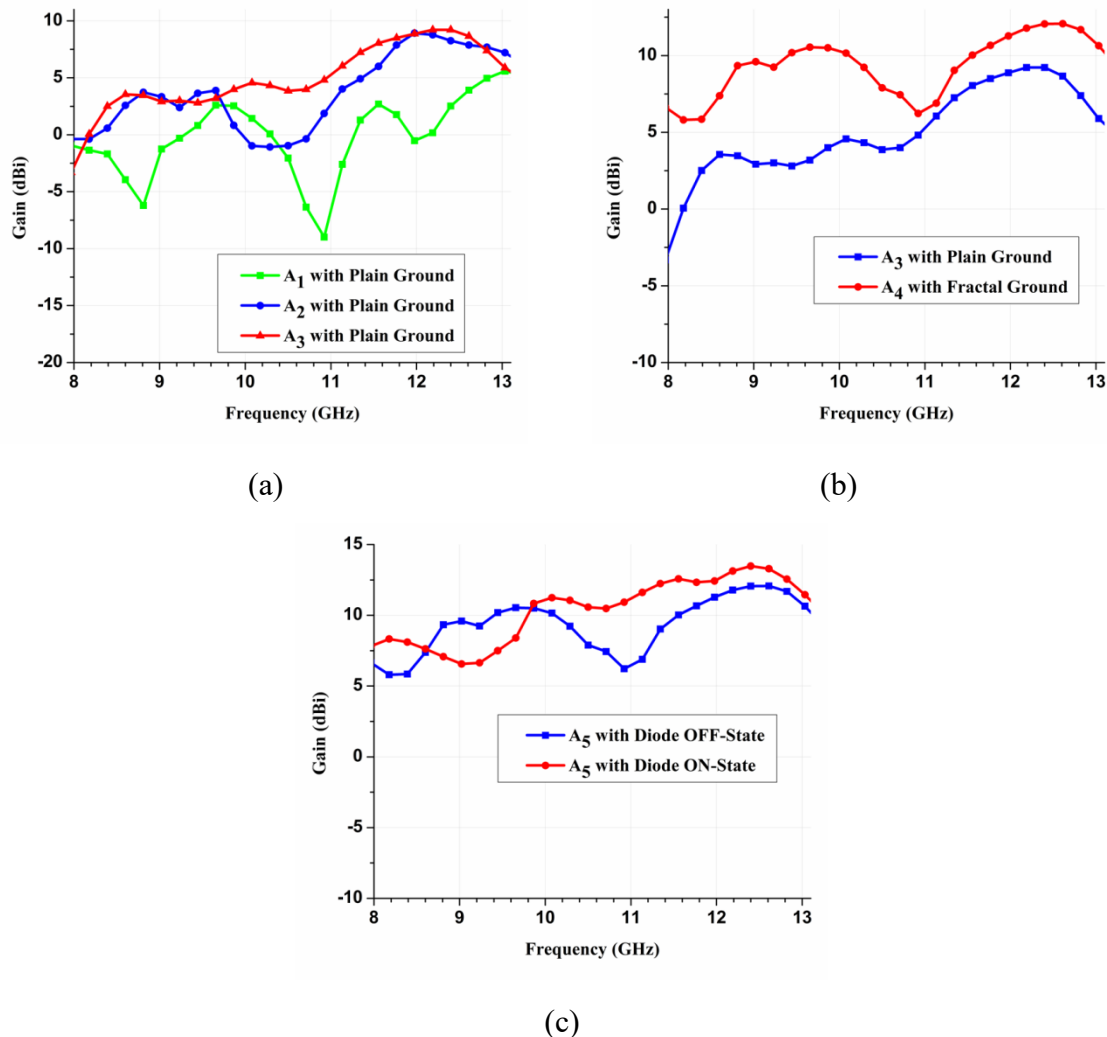 10
5
0
-5
-10
-15
-20
Gain (dBi)
A1 with Plain Ground
A2 with Plain Ground
A3 with Plain Ground
8 9 10 11 12 13
Frequency (GHz)
(a)
10
5
0
-5
-10
Gain (dBi)
A3 with Plain Ground
A4 with Fractal Ground
8 9 10 11 12 13
Frequency (GHz)
(b)
15
10
5
0
-5
-10
Gain (dBi)
A5 with Diode OFF-State
A5 with Diode ON-State
8 9 10 11 12 13
Frequency (GHz)
(c)